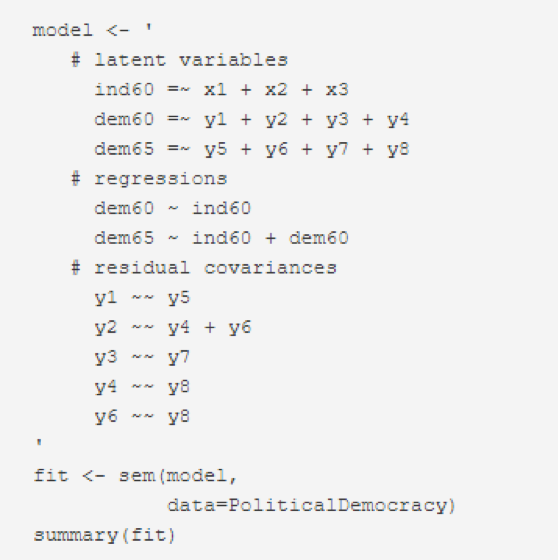 model <- '
# latent variables
ind60 =~ x1 + x2 + x3
dem60 =~ y1 + y2 + y3 + y4
dem65 =~ y5 + y6 + y7 + y8
# regressions
dem60 ~ ind60
dem65 ~ ind60 + dem60
# residual covariances
y1 ~~ y5
y2 ~~ y4 + y6
y3 ~~ y7
y4 ~~ y8
y6 ~~ y8
'
fit <- sem(model,
data=PoliticalDemocracy)
summary(fit)